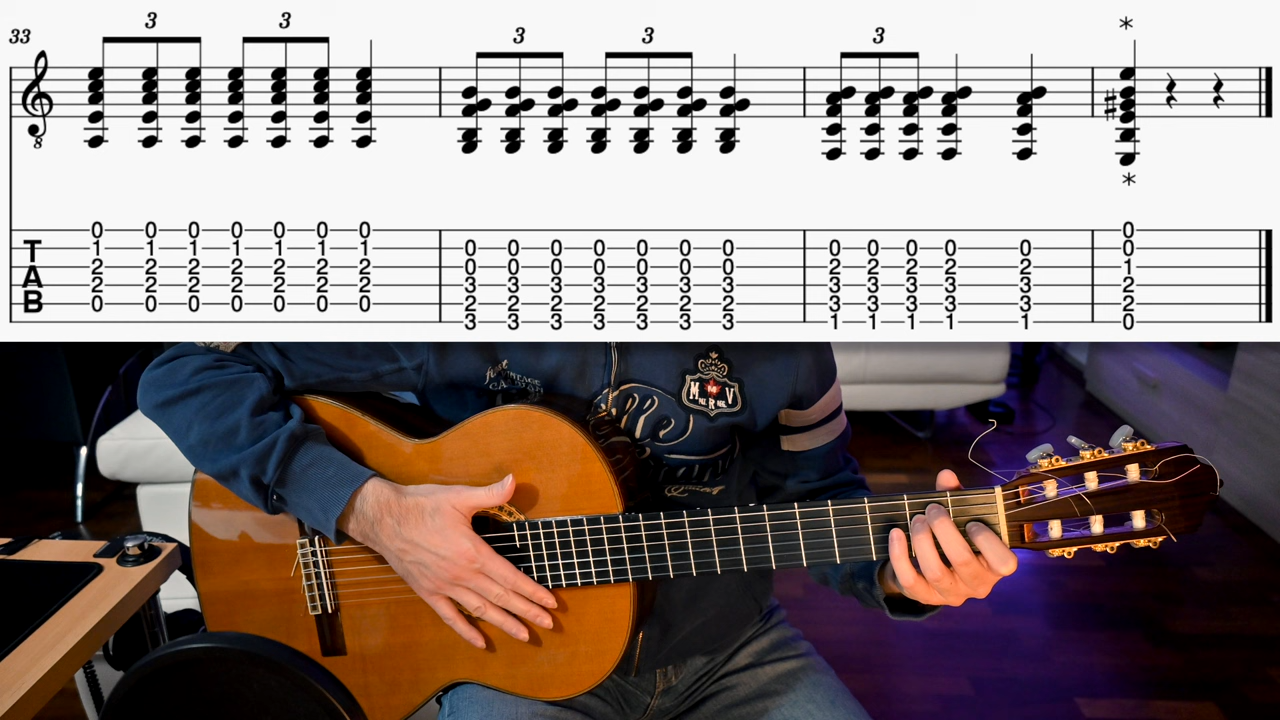 3 3 3 3 3 *
33
8
*
T
A
B
0 0 0 0 0 0 0 0
1 1 1 1 1 1 1 0 0 0 0 0 0 0 0 0 0 0 0 0
2 2 2 2 2 2 2 0 0 0 0 0 0 0 2 2 2 2 2 1
2 2 2 2 2 2 2 3 3 3 3 3 3 3 3 3 3 3 3 2
0 0 0 0 0 0 0 2 2 2 2 2 2 2 3 3 3 3 3 2
3 3 3 3 3 3 3 1 1 1 1 1 0
VINTAGE
M V
R